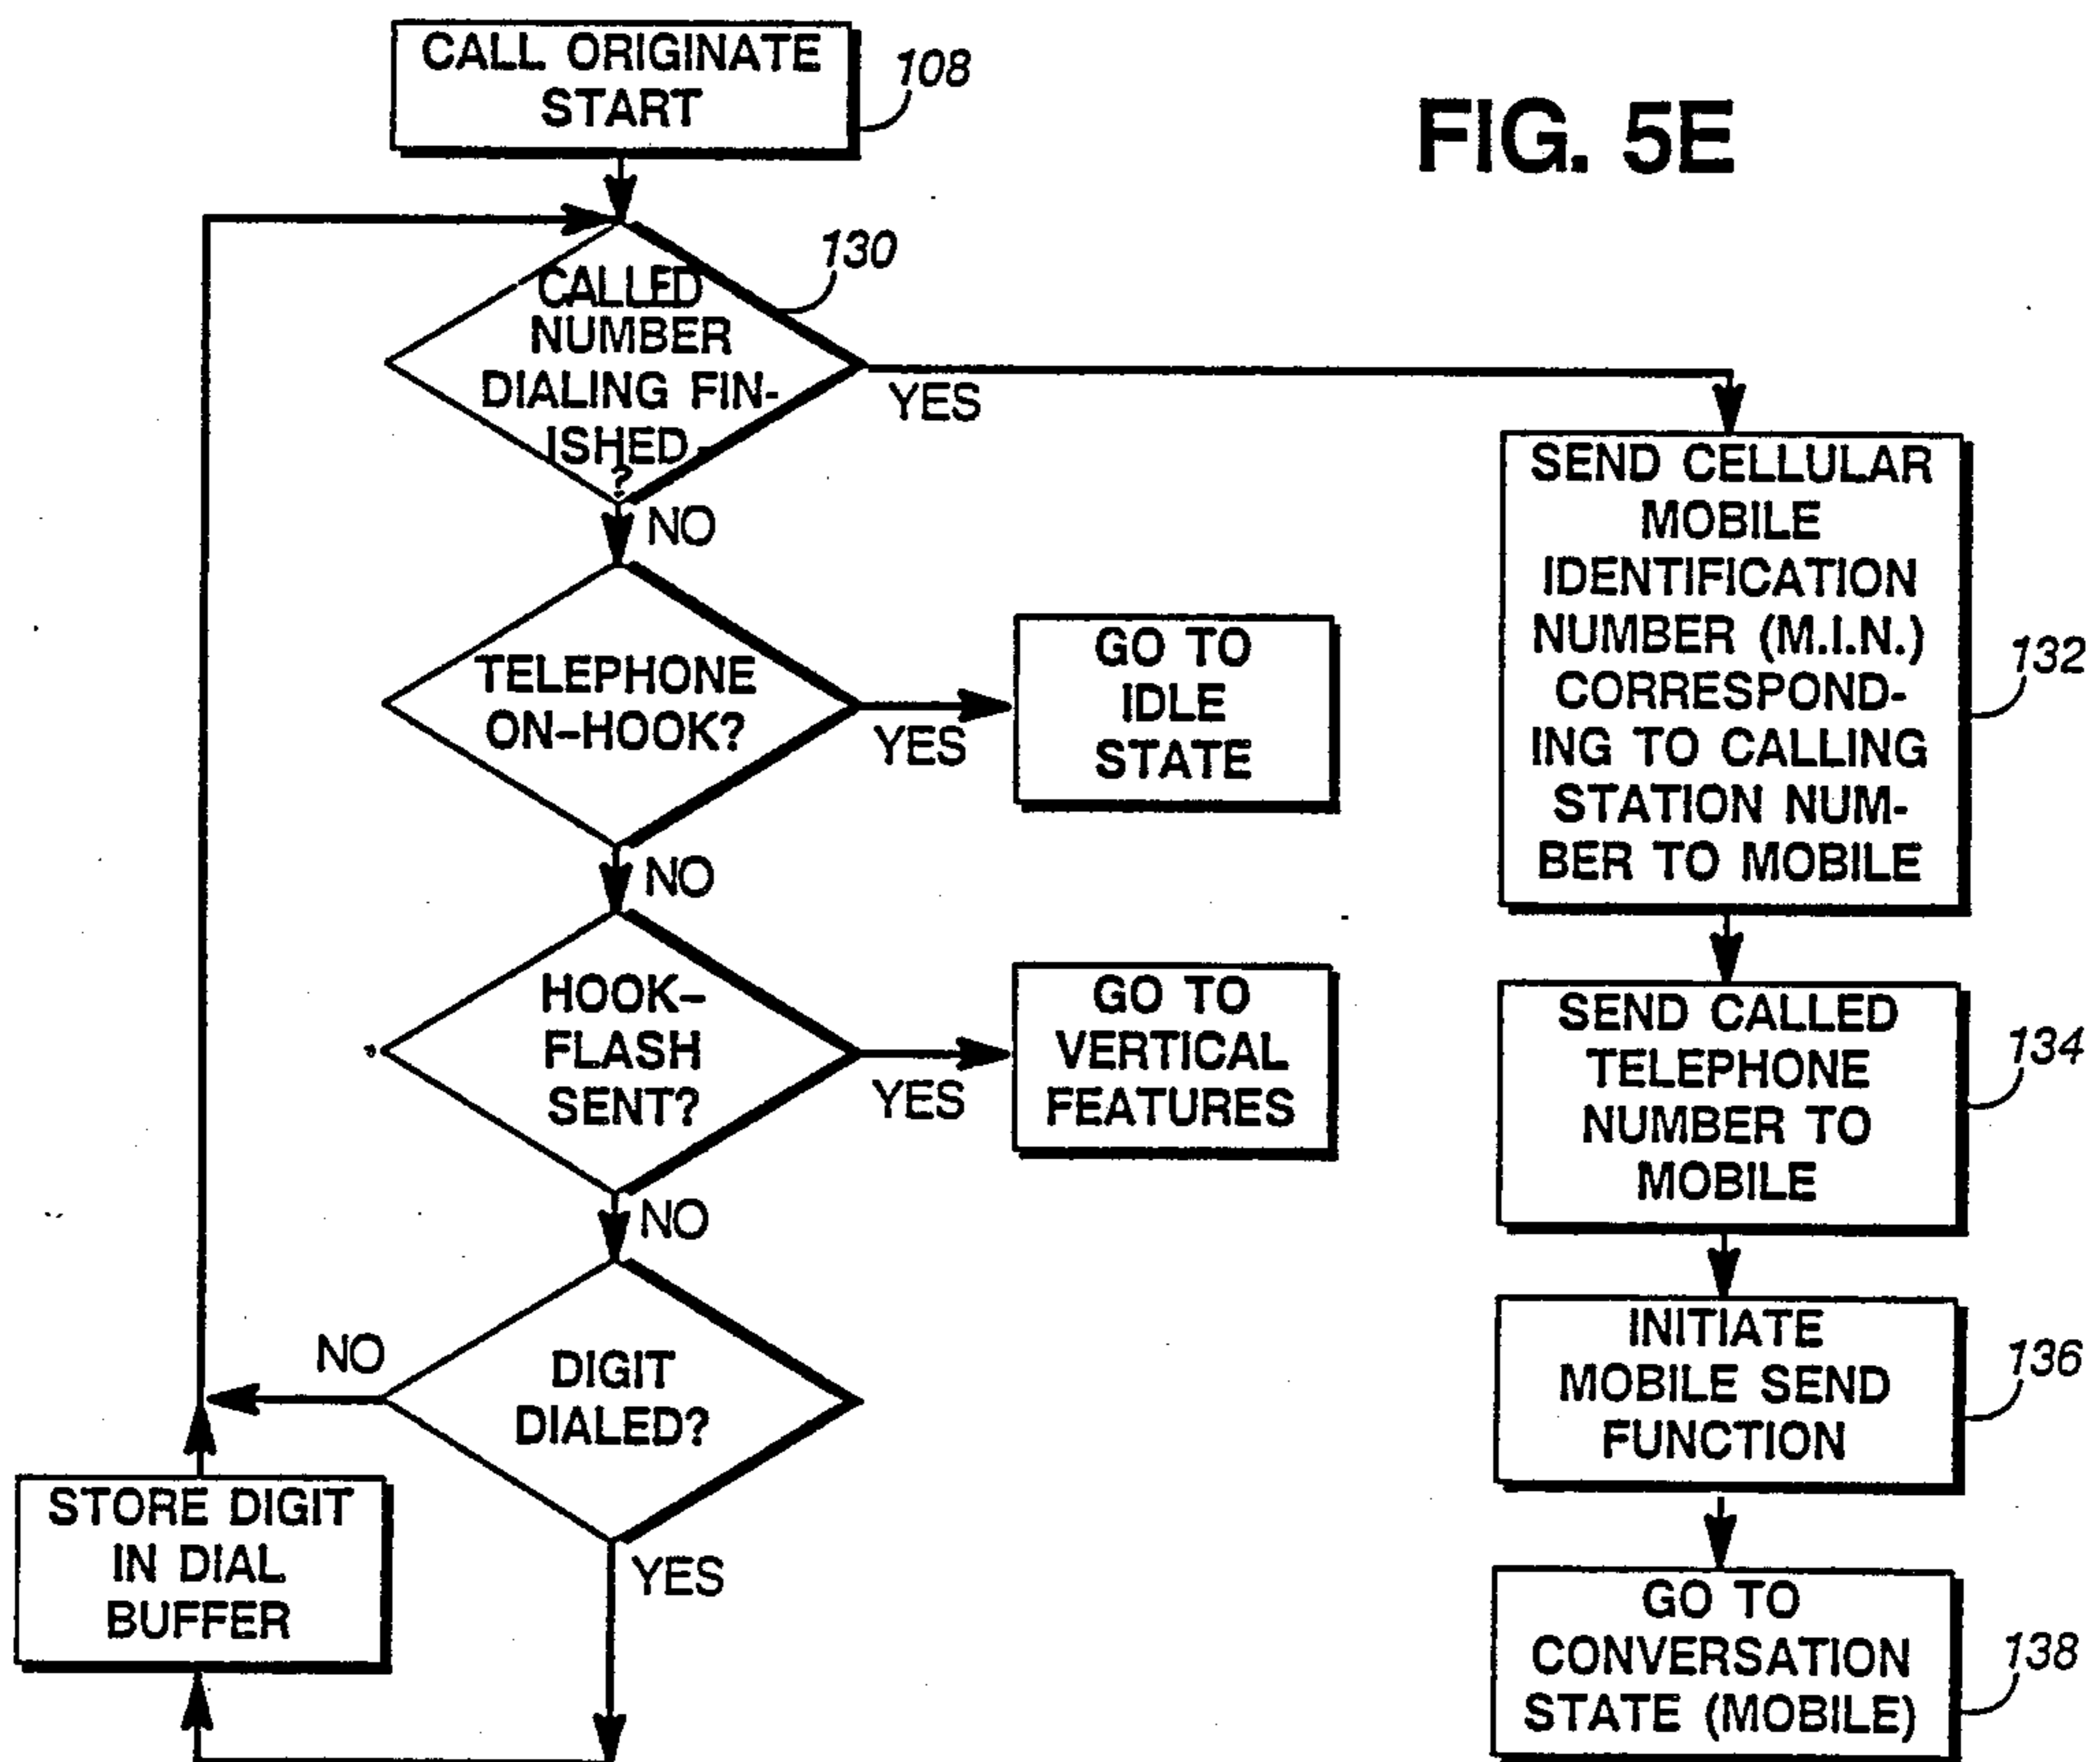 CALL ORIGINATE
START
108
FIG. 5E
130
CALLED
NUMBER
DIALING FIN-
ISHED
?
YES
NO
SEND CELLULAR
MOBILE
IDENTIFICATION
NUMBER (M.I.N.)
CORRESPOND-
ING TO CALLING
STATION NUM-
BER TO MOBILE
132
TELEPHONE
ON-HOOK?
YES
GO TO
IDLE
STATE
NO
HOOK-
FLASH
SENT?
YES
GO TO
VERTICAL
FEATURES
SEND CALLED
TELEPHONE
NUMBER TO
MOBILE
134
NO
DIGIT
DIALED?
NO
YES
INITIATE
MOBILE SEND
FUNCTION
136
STORE DIGIT
IN DIAL
BUFFER
GO TO
CONVERSATION
STATE (MOBILE)
138